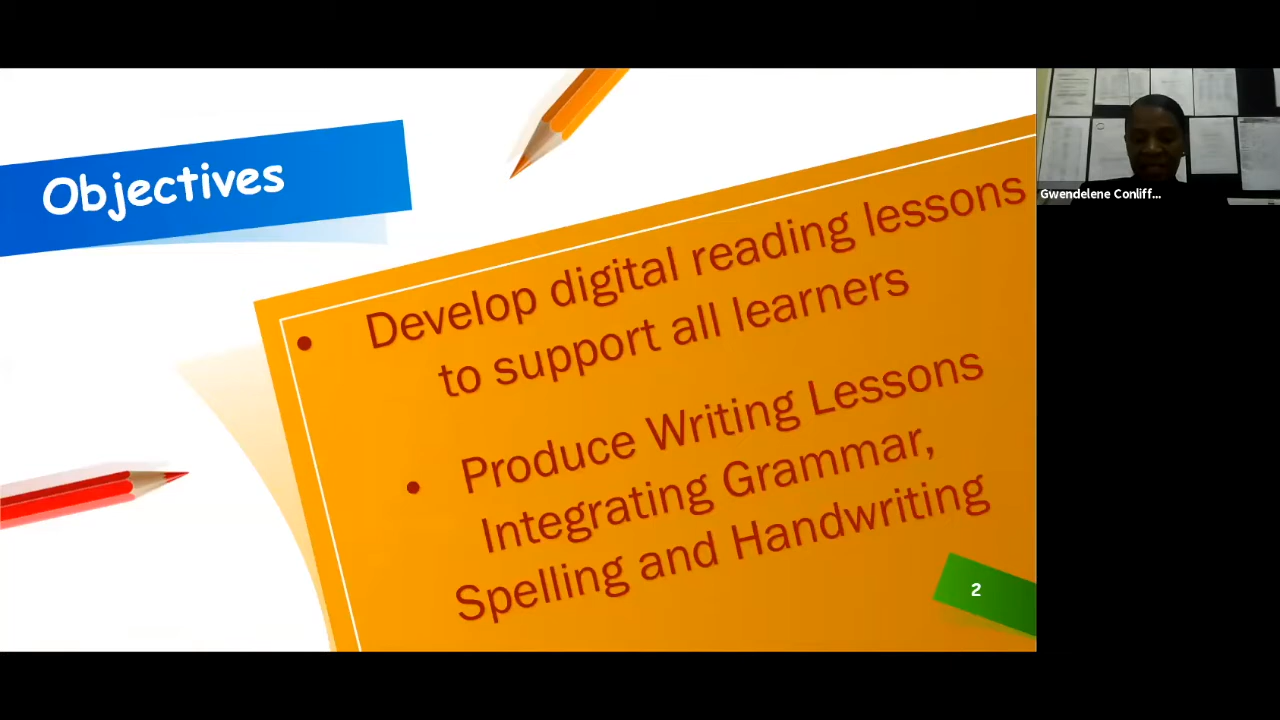 Objectives
• Develop digital reading lessons
to support all learners
• Produce Writing Lessons
Integrating Grammar,
Spelling and Handwriting
2
Gwendelene Conliff...